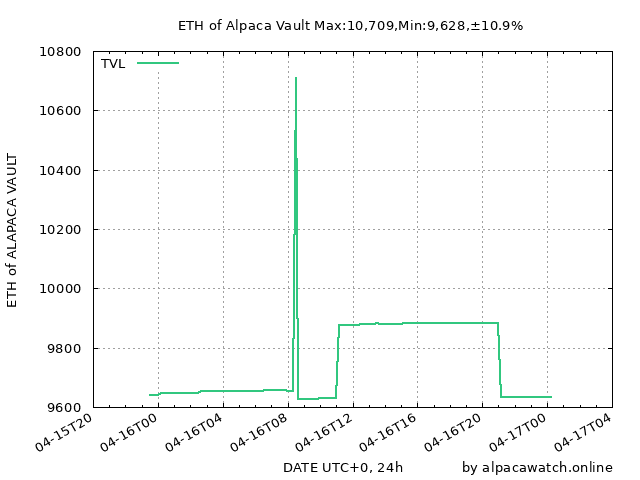 ETH of Alpaca Vault Max:10,709,Min:9,628,±10.9%
TVL
10800
10600
10400
10200
10000
9800
9600
ETH of ALAPACA VAULT
04-15T20
04-16T00
04-16T04
04-16T08
04-16T12
04-16T16
04-16T20
04-17T00
04-17T04
DATE UTC+0, 24h
by alpacawatch.online